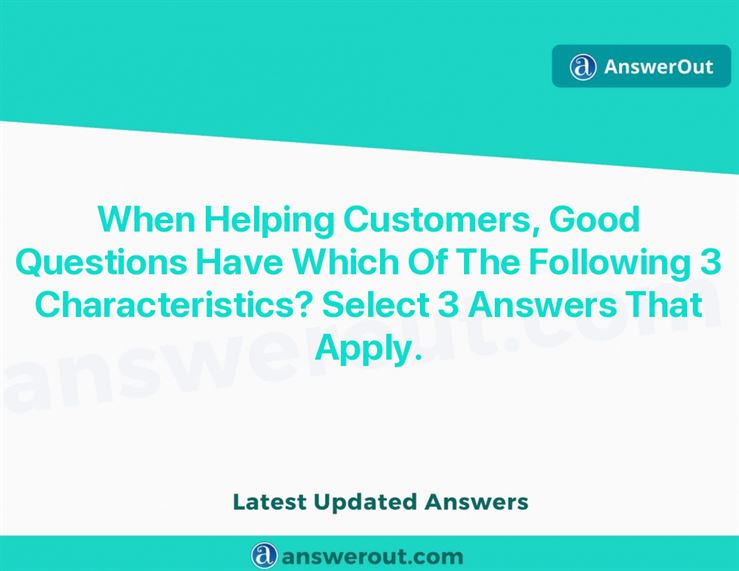 AnswerOut
When Helping Customers, Good
Questions Have Which Of The Following 3
Characteristics? Select 3 Answers That
Apply.
answerout.com
Latest Updated Answers
answerout.com